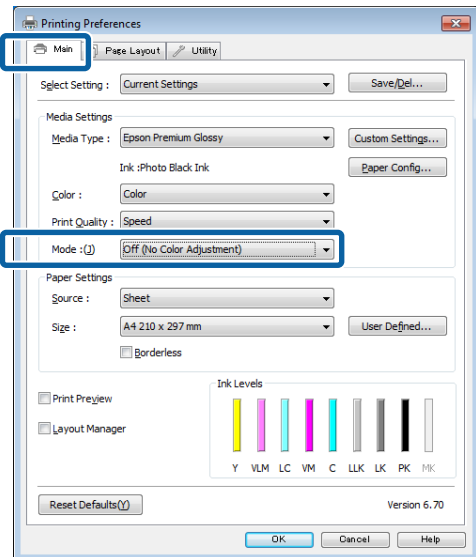 Printing Preferences
Main Page Layout Utility
Select Setting : Current Settings Save/Del...
Media Settings
Media Type : Epson Premium Glossy Custom Settings...
Ink :Photo Black Ink Paper Config...
Color : Color
Print Quality : Speed
Mode :(J) Off (No Color Adjustment)
Paper Settings
Source : Sheet
Size : A4 210 x 297 mm User Defined...
Borderless
Ink Levels
Print Preview
Layout Manager
Y VLM LC VM C LLK LK PK MK
Reset Defaults(Y) Version 6.70
OK Cancel Help